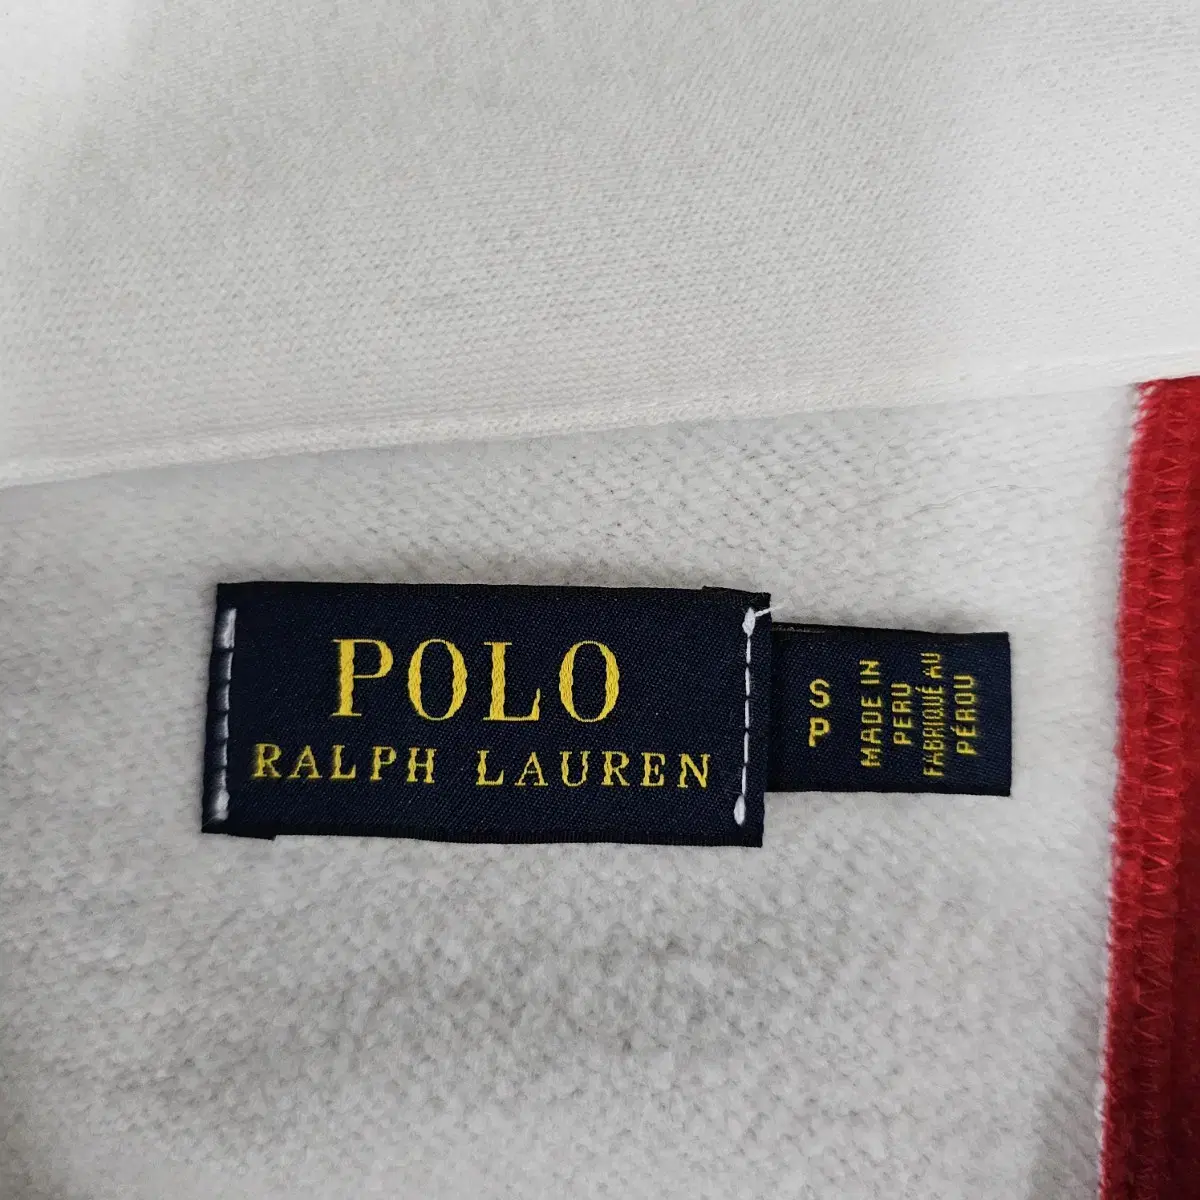 POLO
RALPH LAUREN
S
P
MADE IN
PERU
FABRIQUÉ AU
PÉROU